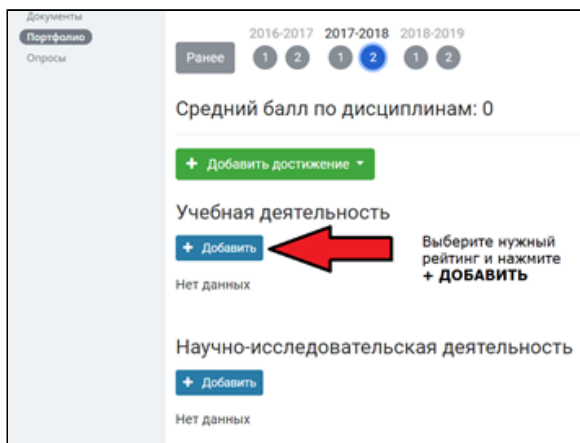 Документы
Портфолио
Опросы
2016-2017 2017-2018 2018-2019
Ранее 1 2 1 2 1 2
Средний балл по дисциплинам: 0
+ Добавить достижение
Учебная деятельность
+ Добавить
Выберите нужный
рейтинг и нажмите
+ ДОБАВИТЬ
Нет данных
Научно-исследовательская деятельность
+ Добавить
Нет данных